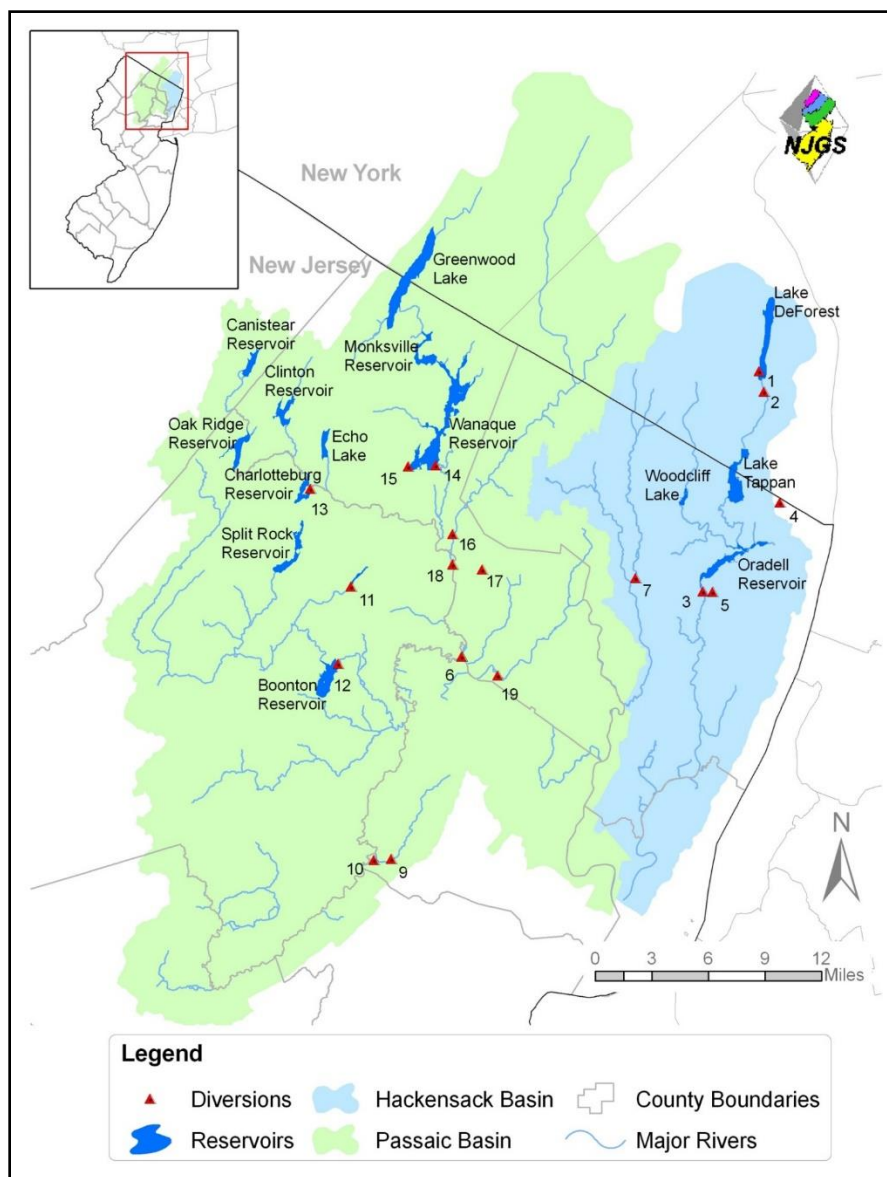 New York
New Jersey
NJGS
Greenwood
Lake
Lake
DeForest
Canistear
Reservoir
Monksville
Reservoir
Clinton
Reservoir
1
2
Oak Ridge
Reservoir
Echo
Lake
Wanaque
Reservoir
Lake
Tappan
Woodcliff
Lake
Charlotteburg
Reservoir
15
14
13
4
Split Rock
Reservoir
Oradell
Reservoir
16
18
17
7
3
5
11
6
19
12
Boonton
Reservoir
10
9
N
0 3 6 9 12
Miles
Legend
Diversions
Hackensack Basin
County Boundaries
Reservoirs
Passaic Basin
Major Rivers